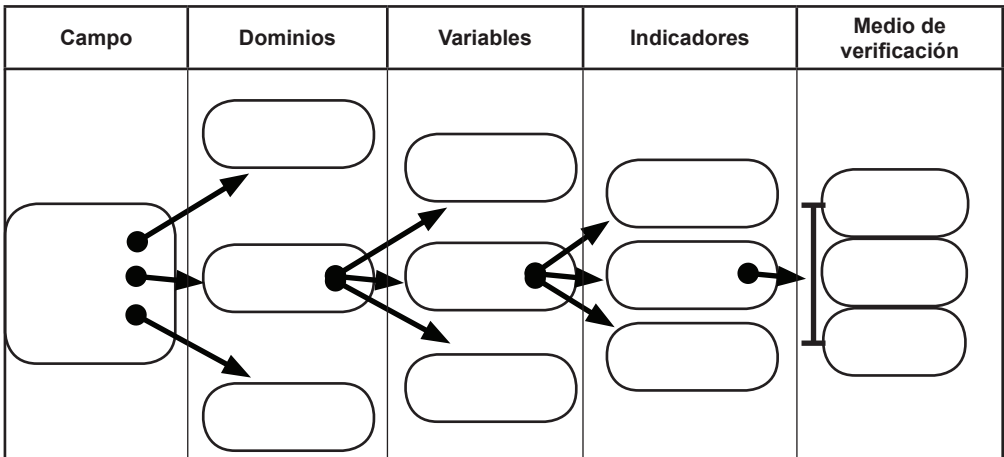 Campo
Dominios
Variables
Indicadores
Medio de
verificación